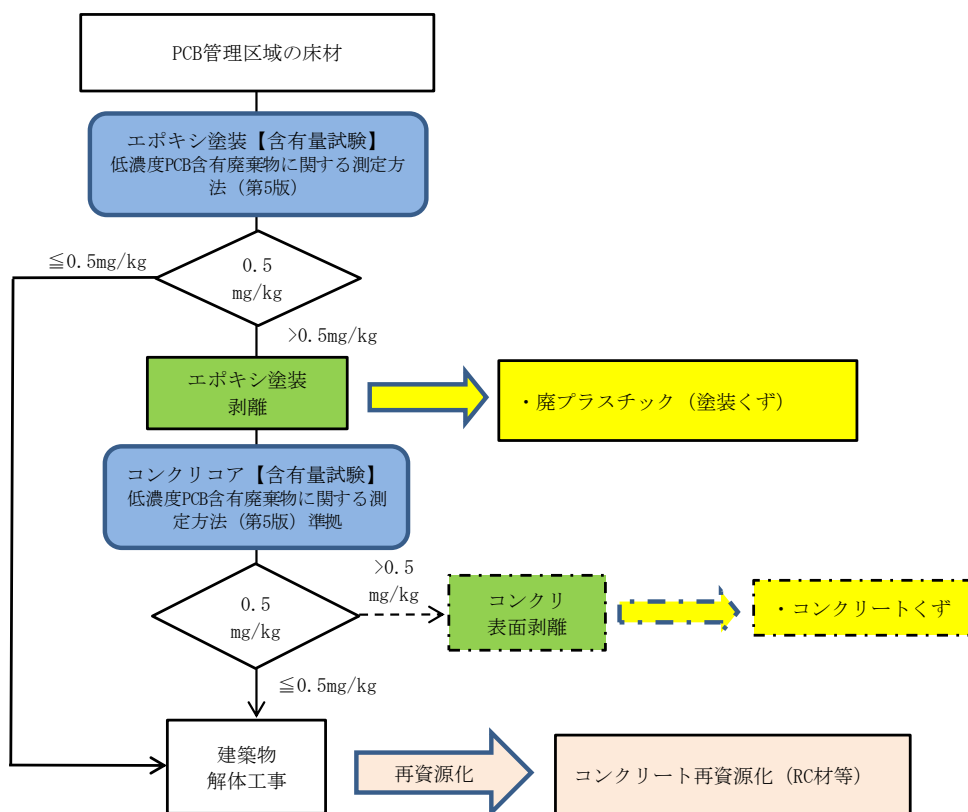 PCB管理区域の床材
エポキシ塗装【含有量試験】
低濃度PCB含有廃棄物に関する測定方
法（第5版）
≦0.5mg/kg
0.5
mg/kg
>0.5mg/kg
エポキシ塗装
剥離
・廃プラスチック（塗装くず）
コンクリコア【含有量試験】
低濃度PCB含有廃棄物に関する測
定方法（第5版）準拠
>0.5
mg/kg
0.5
mg/kg
コンクリ
表面剥離
・コンクリートくず
≦0.5mg/kg
建築物
解体工事
再資源化
コンクリート再資源化（RC材等）